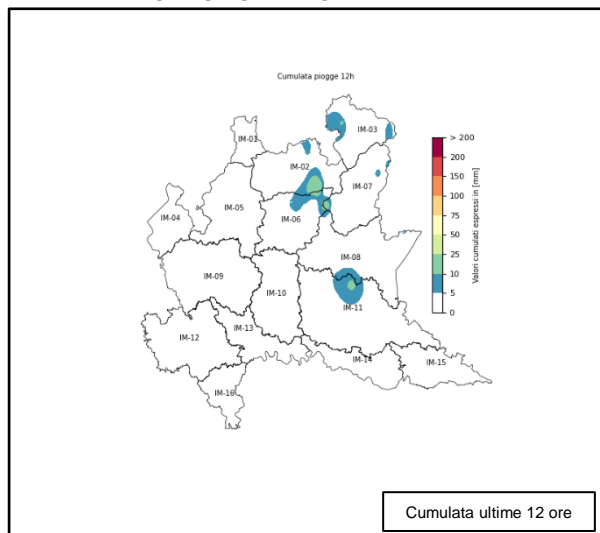 Cumulata piogge 12h
IM-01
IM-03
IM-02
IM-07
IM-04
IM-05
IM-06
IM-08
IM-09
IM-10
IM-11
IM-12
IM-13
IM-14
IM-15
IM-16
> 200
200
150
100
75
50
25
10
5
0
Valori cumulati espressi in [mm]
Cumulata ultime 12 ore